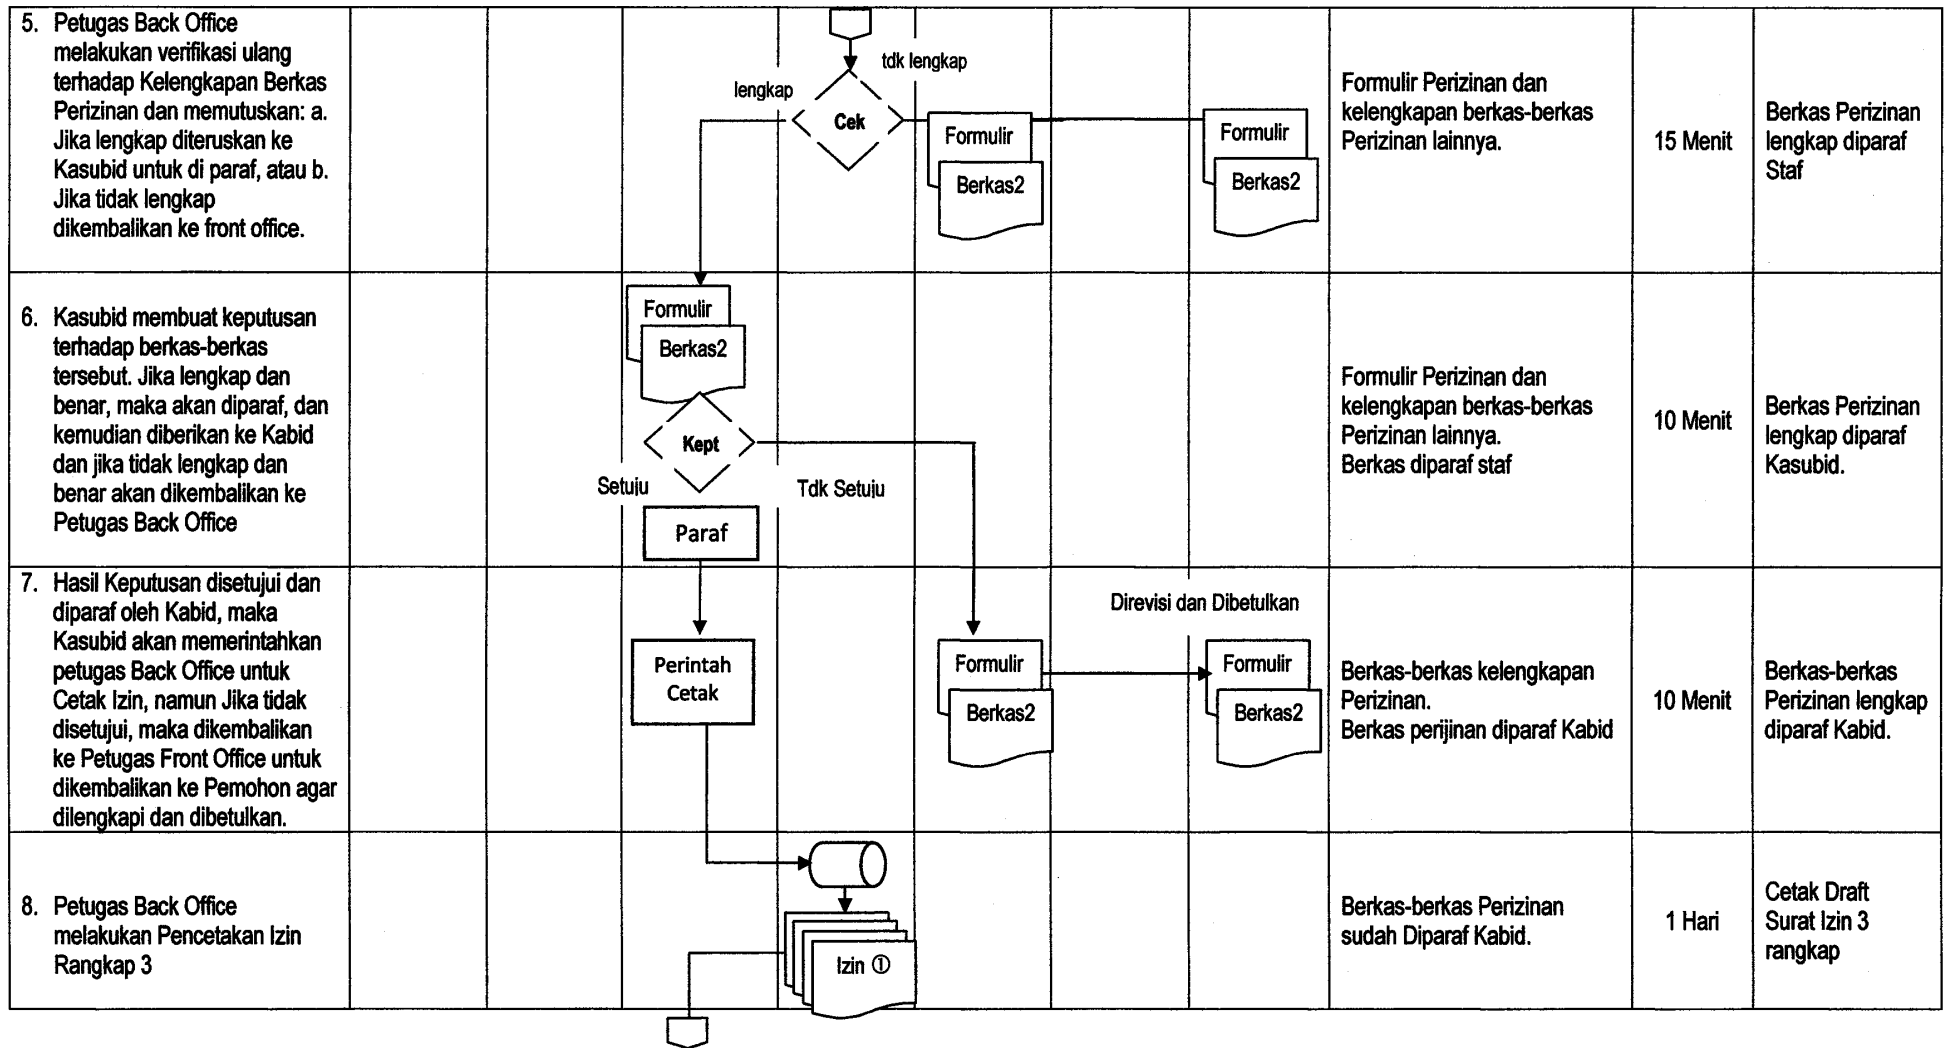 5. Petugas Back Office
melakukan verifikasi ulang
terhadap Kelengkapan Berkas
Perizinan dan memutuskan: a.
Jika lengkap diteruskan ke
Kasubid untuk di paraf, atau b.
Jika tidak lengkap
dikembalikan ke front office.
tdk lengkap
lengkap
Cek
Formulir
Berkas2
Formulir
Berkas2
Formulir Perizinan dan
kelengkapan berkas-berkas
Perizinan lainnya.
15 Menit
Berkas Perizinan
lengkap diparaf
Staf
6. Kasubid membuat keputusan
terhadap berkas-berkas
tersebut. Jika lengkap dan
benar, maka akan diparaf, dan
kemudian diberikan ke Kabid
dan jika tidak lengkap dan
benar akan dikembalikan ke
Petugas Back Office
Formulir
Berkas2
Kept
Setuju
Tdk Setuju
Paraf
Formulir Perizinan dan
kelengkapan berkas-berkas
Perizinan lainnya.
Berkas diparaf staf
10 Menit
Berkas Perizinan
lengkap diparaf
Kasubid.
7. Hasil Keputusan disetujui dan
diparaf oleh Kabid, maka
Kasubid akan memerintahkan
petugas Back Office untuk
Cetak Izin, namun Jika tidak
disetujui, maka dikembalikan
ke Petugas Front Office untuk
dikembalikan ke Pemohon agar
dilengkapi dan dibetulkan.
Perintah
Cetak
Direvisi dan Dibetulkan
Formulir
Berkas2
Formulir
Berkas2
Berkas-berkas kelengkapan
Perizinan.
Berkas perijinan diparaf Kabid
10 Menit
Berkas-berkas
Perizinan lengkap
diparaf Kabid.
8. Petugas Back Office
melakukan Pencetakan Izin
Rangkap 3
Izin ①
Berkas-berkas Perizinan
sudah Diparaf Kabid.
1 Hari
Cetak Draft
Surat Izin 3
rangkap